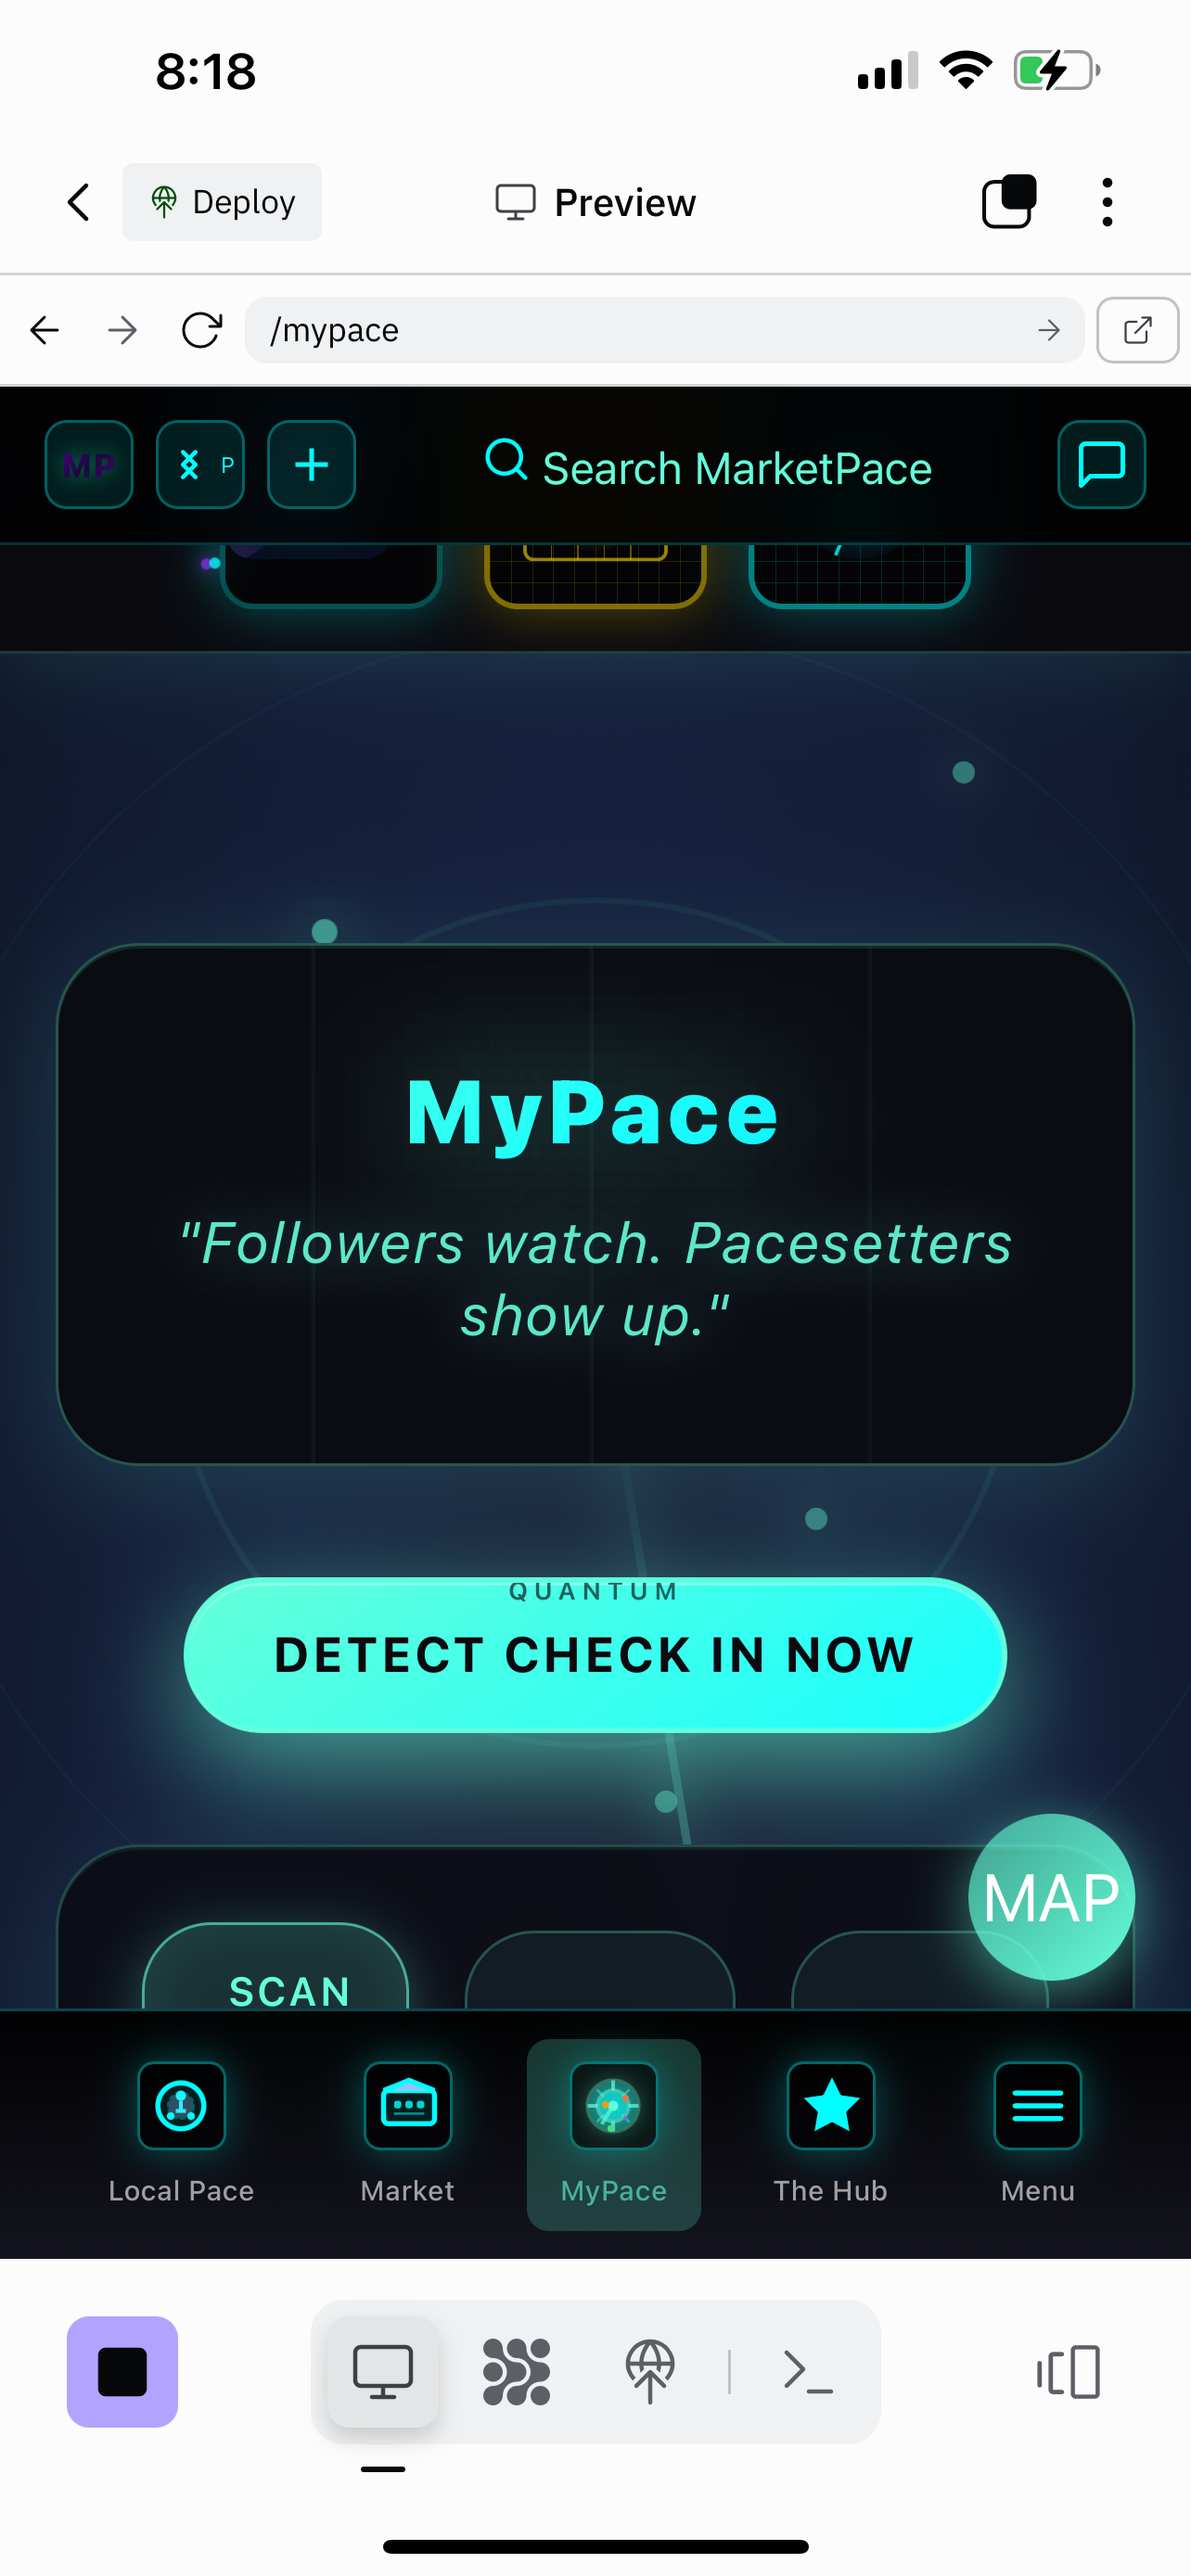 8:18
Deploy
Preview
/mypace
MP
P
Search MarketPace
MyPace
"Followers watch. Pacesetters
show up."
QUANTUM
DETECT CHECK IN NOW
MAP
SCAN
Local Pace
Market
MyPace
The Hub
Menu